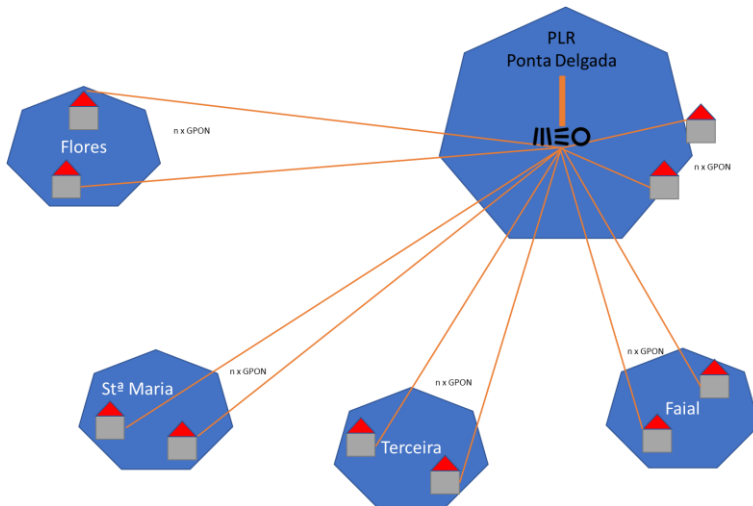 PLR
Ponta Delgada
MEO
Flores
n x GPON
n x GPON
Stª Maria
n x GPON
Terceira
n x GPON
Faial
n x GPON